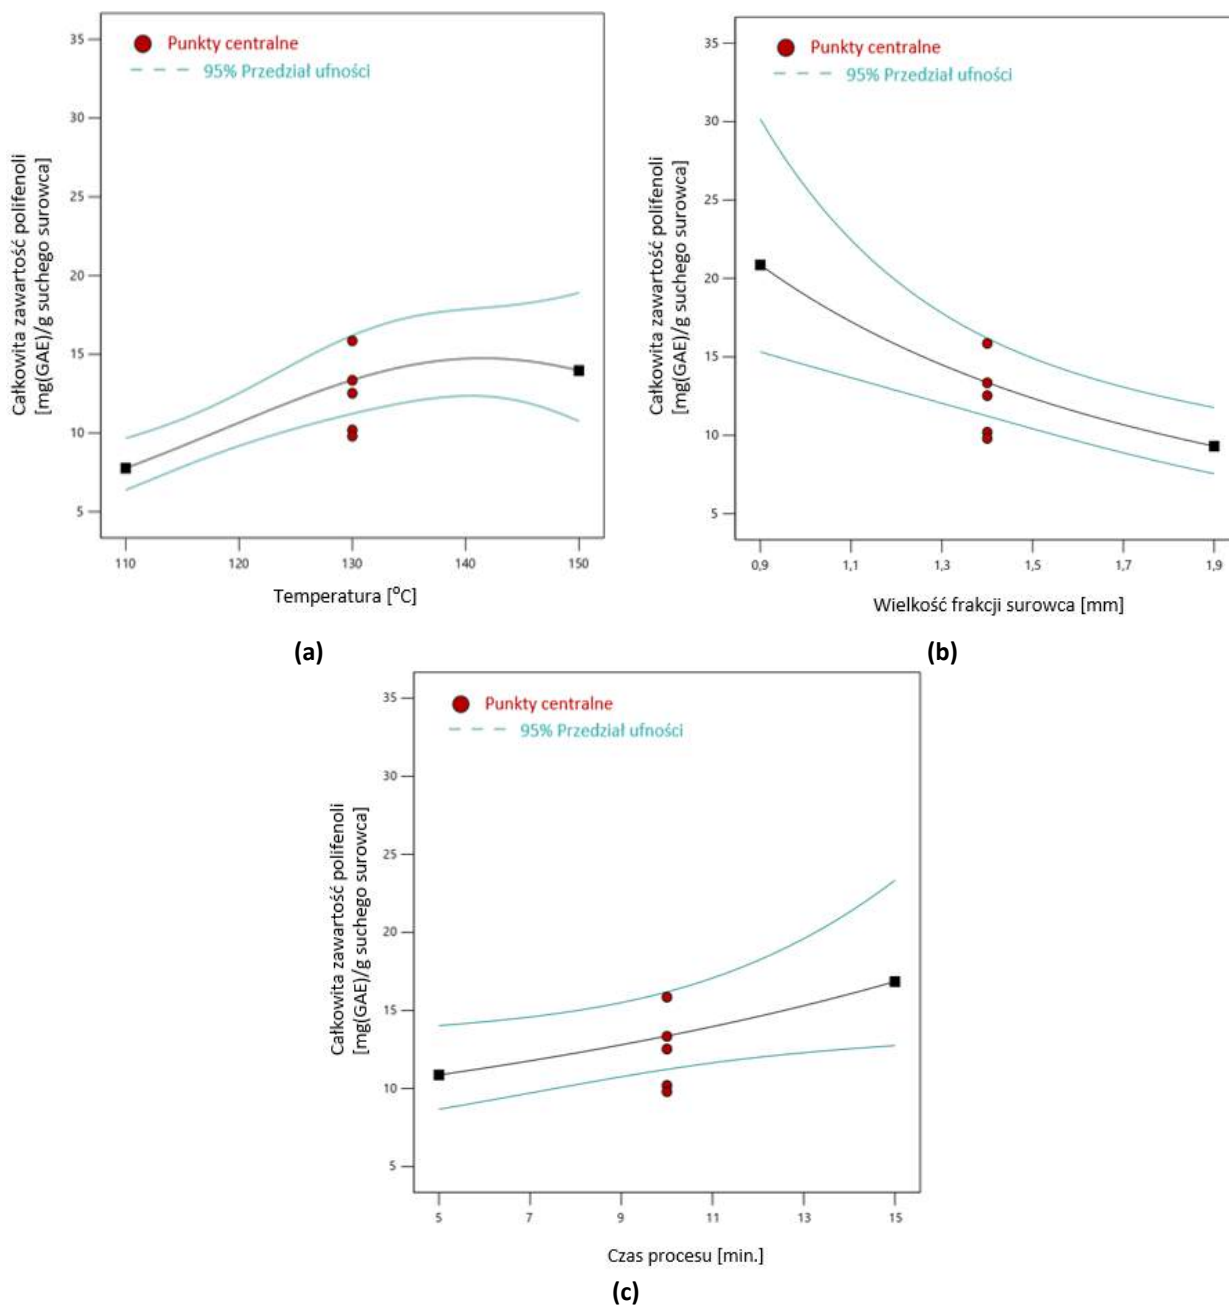 Punkty centralne
95% Przedział ufności
Całkowita zawartość polifenoli
[mg(GAE)/g suchego surowca]
35
30
25
20
15
10
5
110
120
130
140
150
Temperatura [°C]
(a)
Punkty centralne
95% Przedział ufności
Całkowita zawartość polifenoli
[mg(GAE)/g suchego surowca]
35
30
25
20
15
10
5
0,9
1,1
1,3
1,5
1,7
1,9
Wielkość frakcji surowca [mm]
(b)
Punkty centralne
95% Przedział ufności
Całkowita zawartość polifenoli
[mg(GAE)/g suchego surowca]
35
30
25
20
15
10
5
5
7
9
11
13
15
Czas procesu [min.]
(c)